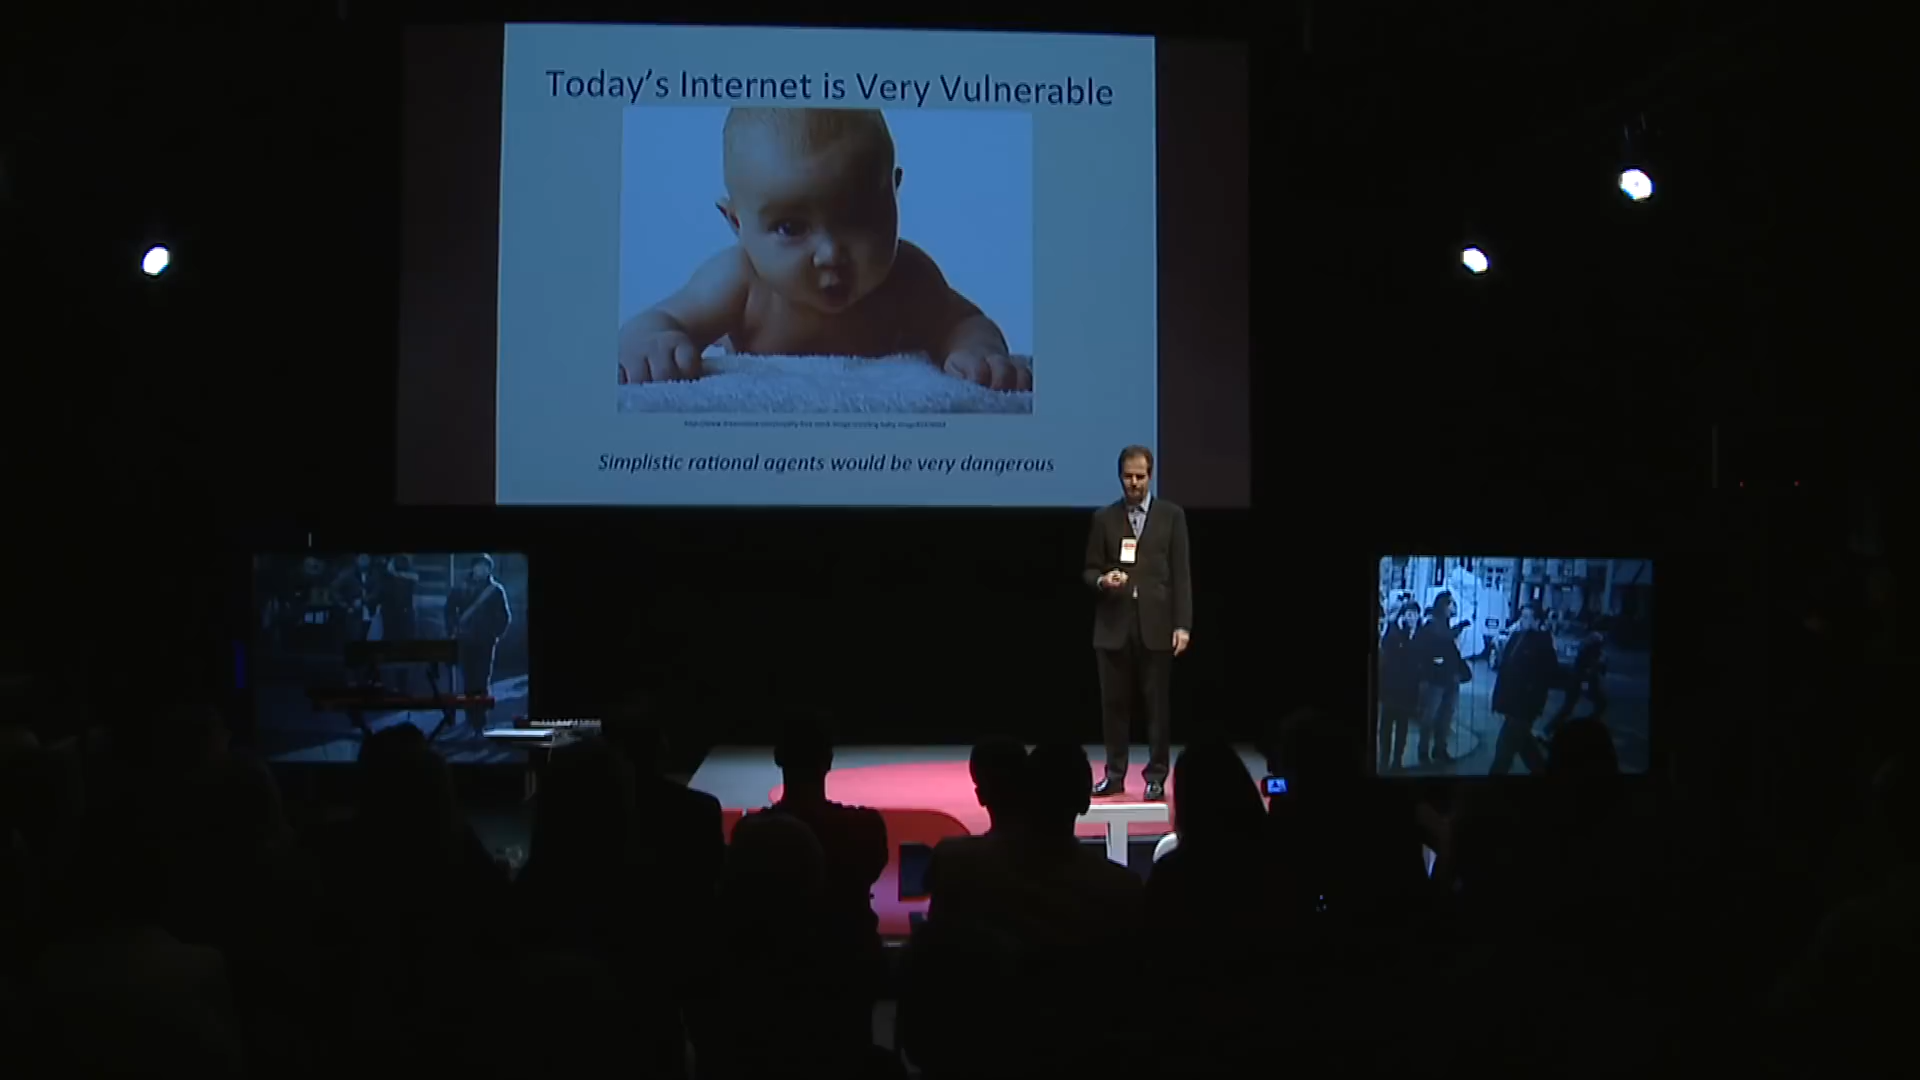 Today's Internet is Very Vulnerable
Simplistic rational agents would be very dangerous
T